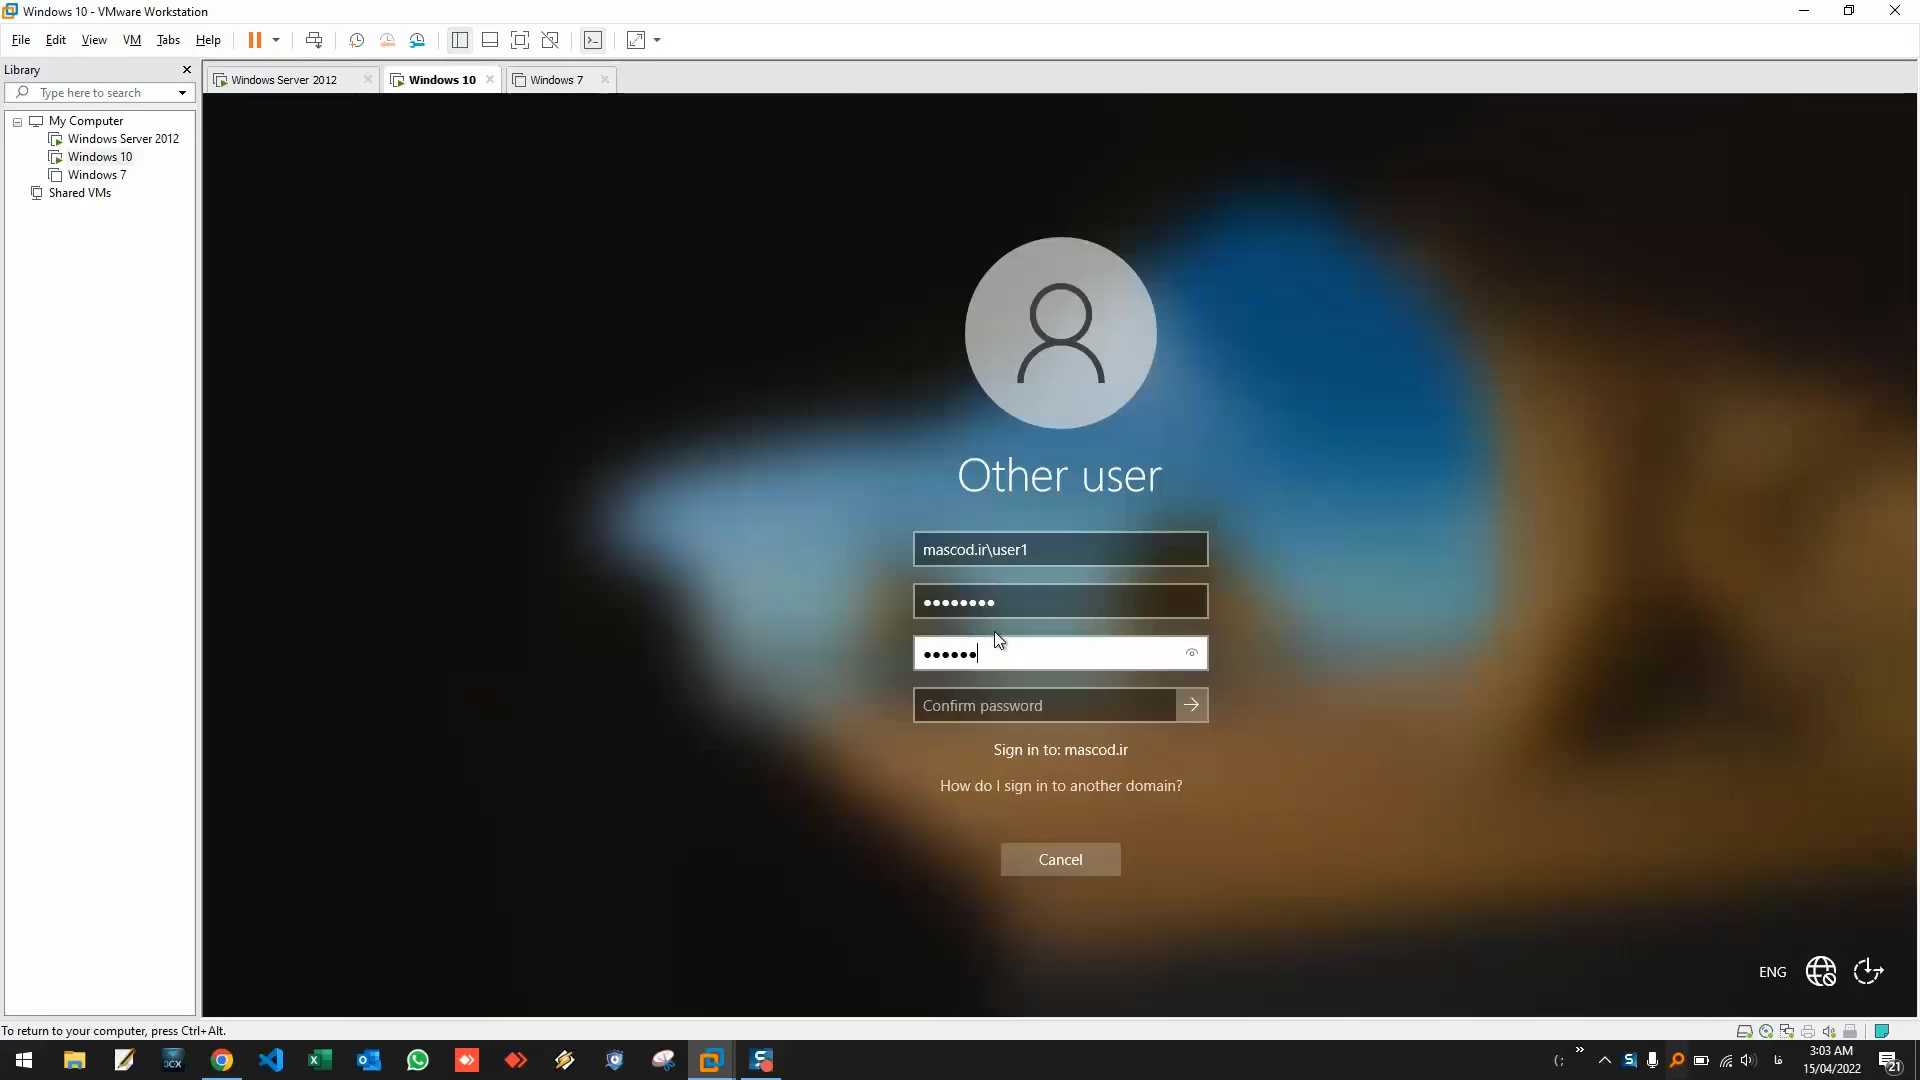 Windows 10 - VMware Workstation
File Edit View VM Tabs Help
Library
Type here to search
My Computer
Windows Server 2012
Windows 10
Windows 7
Shared VMs
Windows Server 2012
Windows 10
Windows 7
Other user
mascod.ir\user1
Confirm password
Sign in to: mascod.ir
How do I sign in to another domain?
Cancel
ENG
To return to your computer, press Ctrl+Alt.
3CX
فا
3:03 AM
15/04/2022
21